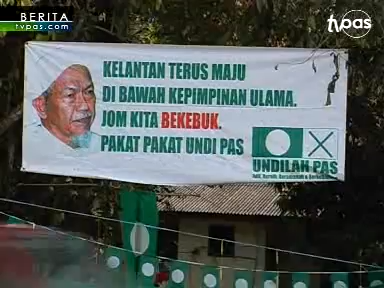 BERITA
tvpas.com
tvpas
KELANTAN TERUS MAJU
DI BAWAH KEPIMPINAN ULAMA.
JOM KITA BEKEBUK.
PAKAT PAKAT UNDI PAS
UNDILAH PAS